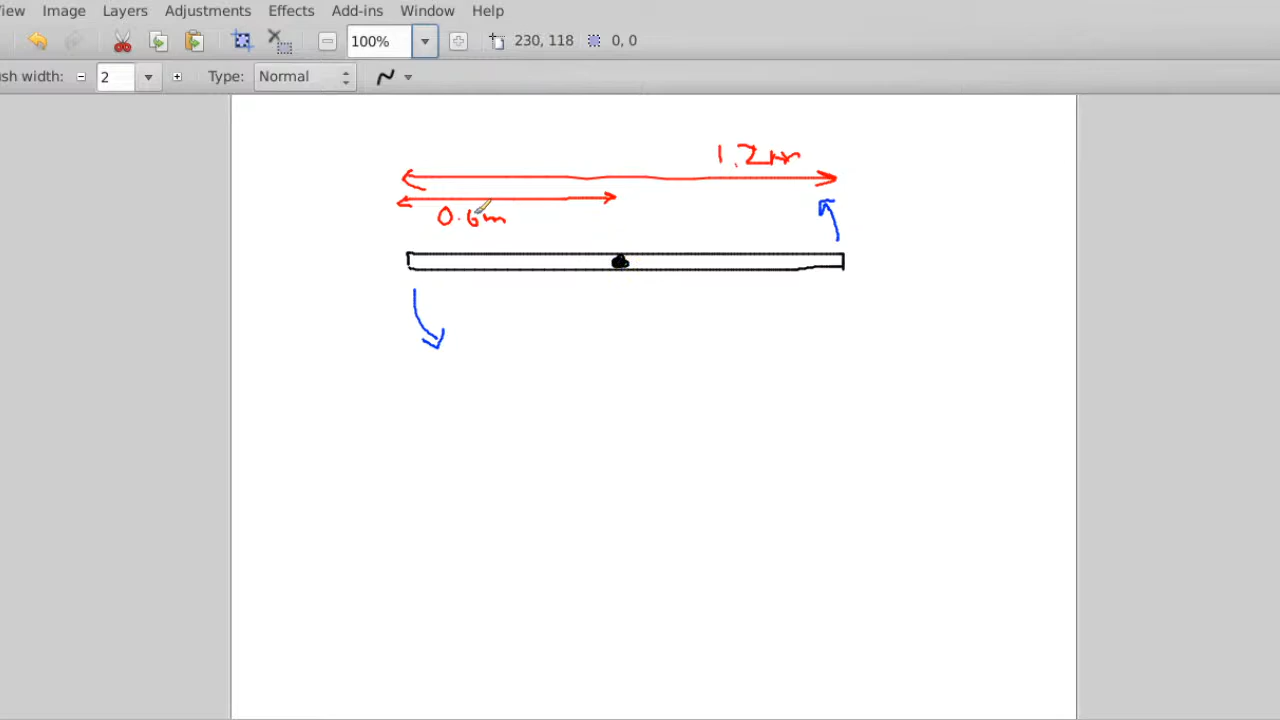 View Image Layers Adjustments Effects Add-ins Window Help
100% 230, 118 0, 0
sh width: 2 Type: Normal
1.2m
0.6m